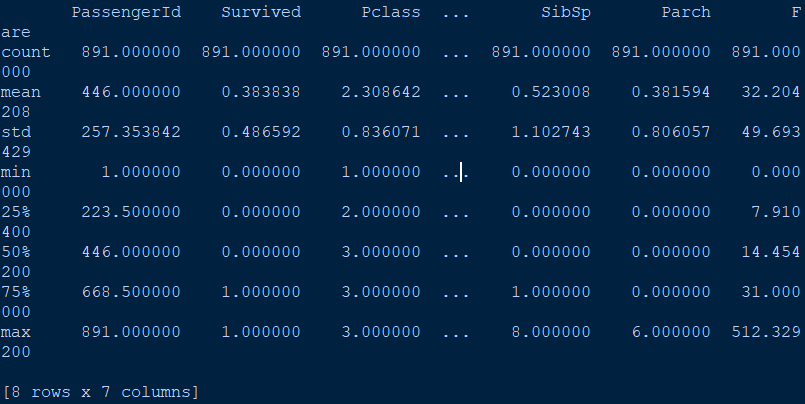 PassengerId Survived Pclass ... SibSp Parch F
are
count 891.000000 891.000000 891.000000 ... 891.000000 891.000000 891.000
000
mean 446.000000 0.383838 2.308642 ... 0.523008 0.381594 32.204
208
std 257.353842 0.486592 0.836071 ... 1.102743 0.806057 49.693
429
min 1.000000 0.000000 1.000000 ... 0.000000 0.000000 0.000
000
25% 223.500000 0.000000 2.000000 ... 0.000000 0.000000 7.910
400
50% 446.000000 0.000000 3.000000 ... 0.000000 0.000000 14.454
200
75% 668.500000 1.000000 3.000000 ... 1.000000 0.000000 31.000
000
max 891.000000 1.000000 3.000000 ... 8.000000 6.000000 512.329
200
[8 rows x 7 columns]